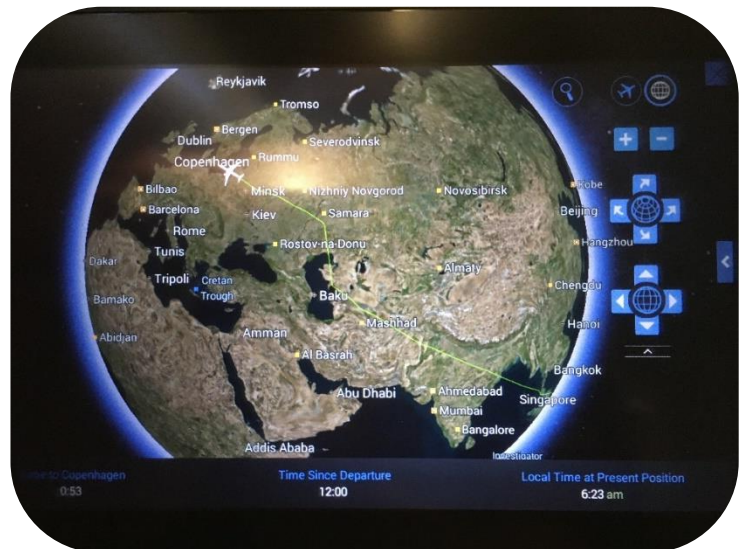 Reykjavik
Tromso
Bergen
Dublin
Severodvinsk
Copenhagen
Rummu
Bilbao
Minsk
Nizhniy Novgorod
Novosibirsk
Kobe
Barcelona
Kiev
Samara
Beijing
Rome
Rostov-na-Donu
Hangzhou
Tunis
Dakar
Almaty
Tripoli
Cretan
Trough
Chengdu
Bamako
Baku
Abidjan
Amman
Mashhad
Hanoi
Al Basrah
Bangkok
Abu Dhabi
Ahmedabad
Singapore
Mumbai
Bangalore
Addis Ababa
Investigator
to Copenhagen
0:53
Time Since Departure
12:00
Local Time at Present Position
6:23 am